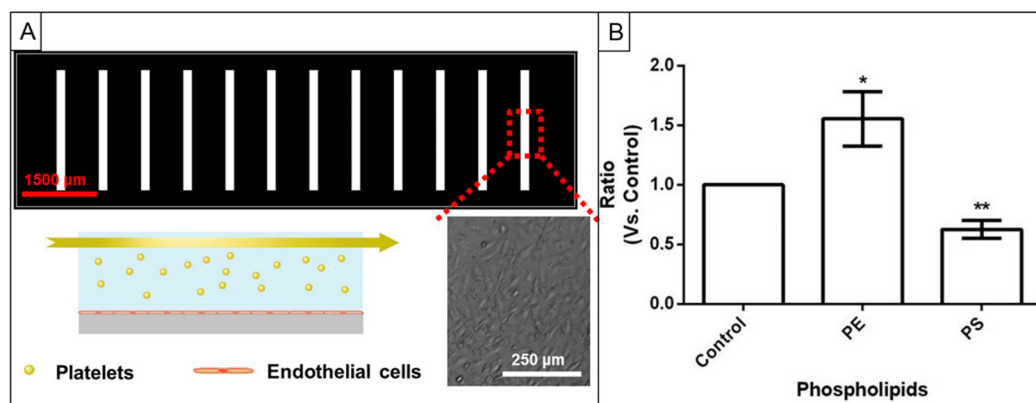 A
1500 µm
250 µm
Platelets
Endothelial cells
B
Ratio
(Vs. Control)
2.0
1.5
1.0
0.5
0.0
*
**
Control
PE
PS
Phospholipids